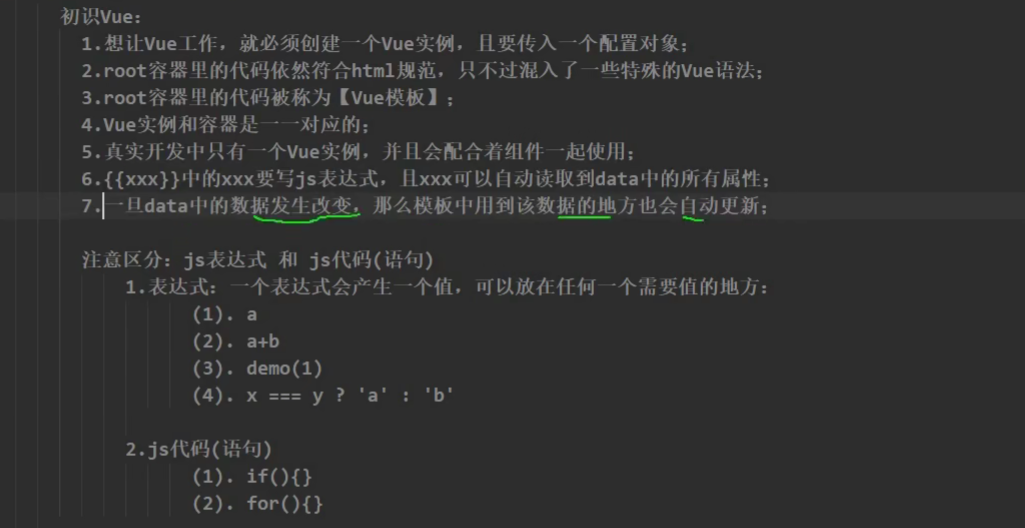 初识Vue：
1.想让Vue工作，就必须创建一个Vue实例，且要传入一个配置对象；
2.root容器里的代码依然符合html规范，只不过混入了一些特殊的Vue语法；
3.root容器里的代码被称为【Vue模板】；
4.Vue实例和容器是一一对应的；
5.真实开发中只有一个Vue实例，并且会配合着组件一起使用；
6.{{xxx}}中的xxx要写js表达式，且xxx可以自动读取到data中的所有属性；
7.一旦data中的数据发生改变，那么模板中用到该数据的地方也会自动更新；
注意区分：js表达式 和 js代码(语句)
1.表达式：一个表达式会产生一个值，可以放在任何一个需要值的地方：
(1). a
(2). a+b
(3). demo(1)
(4). x === y ? 'a' : 'b'
2.js代码(语句)
(1). if(){}
(2). for(){}